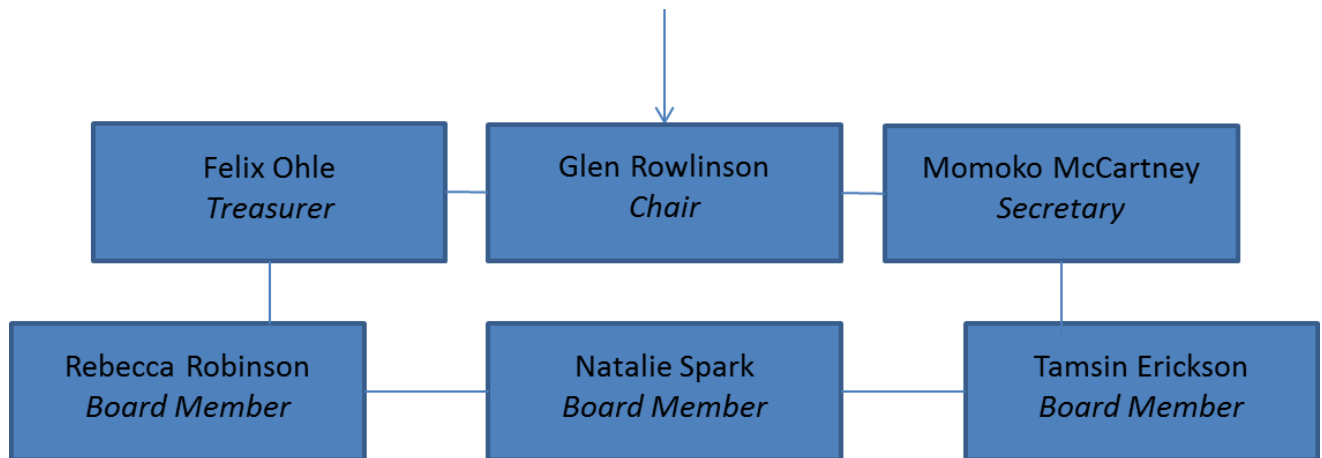 Felix Ohle
Treasurer
Glen Rowlinson
Chair
Momoko McCartney
Secretary
Rebecca Robinson
Board Member
Natalie Spark
Board Member
Tamsin Erickson
Board Member